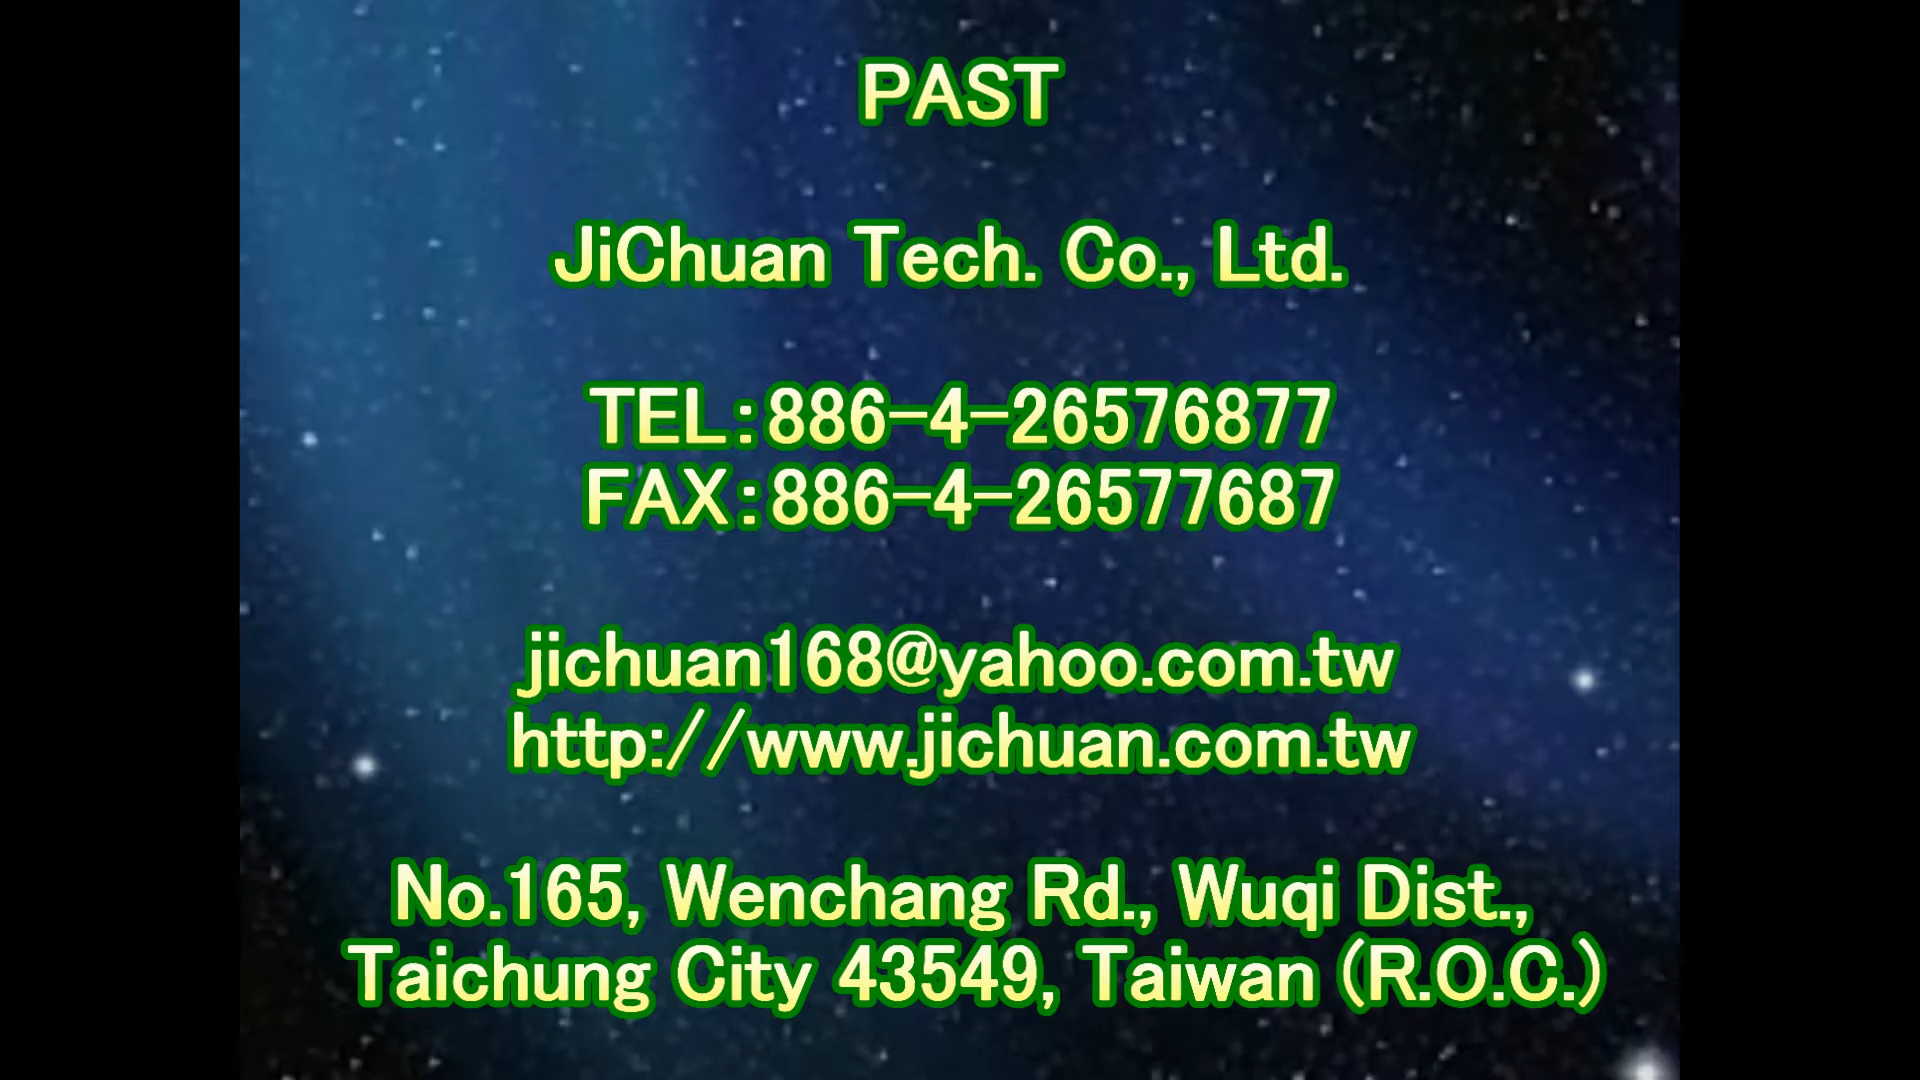 PAST
JiChuan Tech. Co., Ltd.
TEL:886-4-26576877
FAX:886-4-26577687
jichuan168@yahoo.com.tw
http://www.jichuan.com.tw
No.165, Wenchang Rd., Wuqi Dist.,
Taichung City 43549, Taiwan (R.O.C.)